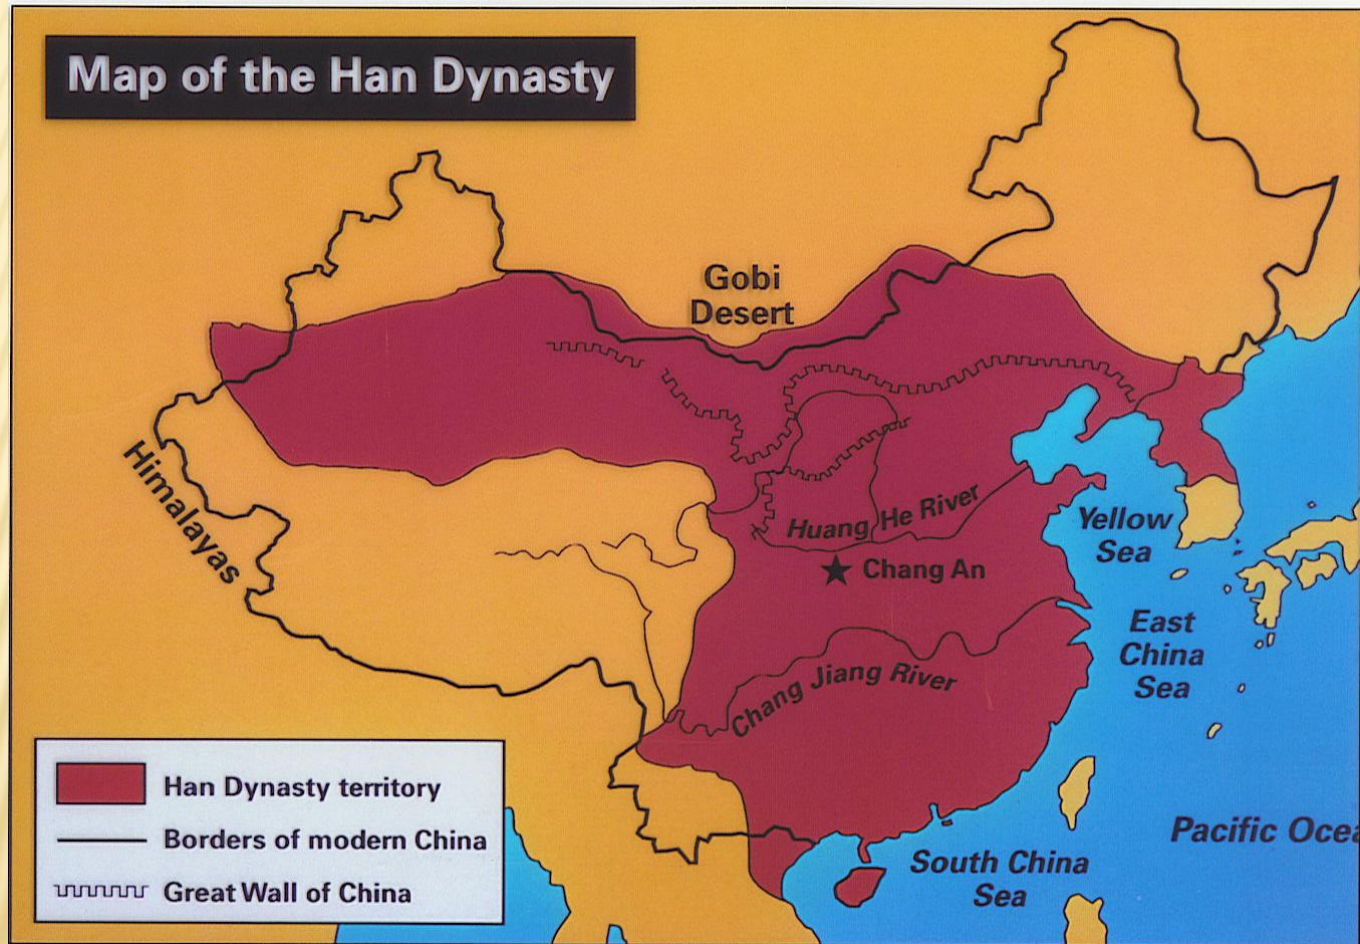 Map of the Han Dynasty
Gobi
Desert
Himalayas
Huang He River
Yellow
Sea
Chang An
East
China
Sea
Chang Jiang River
Han Dynasty territory
Borders of modern China
Great Wall of China
South China
Sea
Pacific Ocea